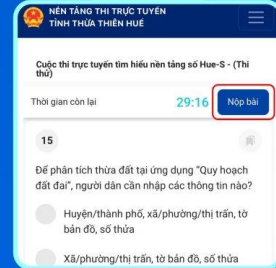 NỀN TẢNG THI TRỰC TUYẾN
TỈNH THỪA THIÊN HUẾ
Cuộc thi trực tuyến tìm hiểu nền tảng số Hue-S - (Thi
thử)
Thời gian còn lại
29:16
Nộp bài
15
Để phân tích thửa đất tại ứng dụng "Quy hoạch
đất đai", người dân cần nhập các thông tin nào?
Huyện/thành phố, xã/phường/thị trấn, tờ
bản đồ, số thửa
Xã/phường/thị trấn, tờ bản đồ, số thửa